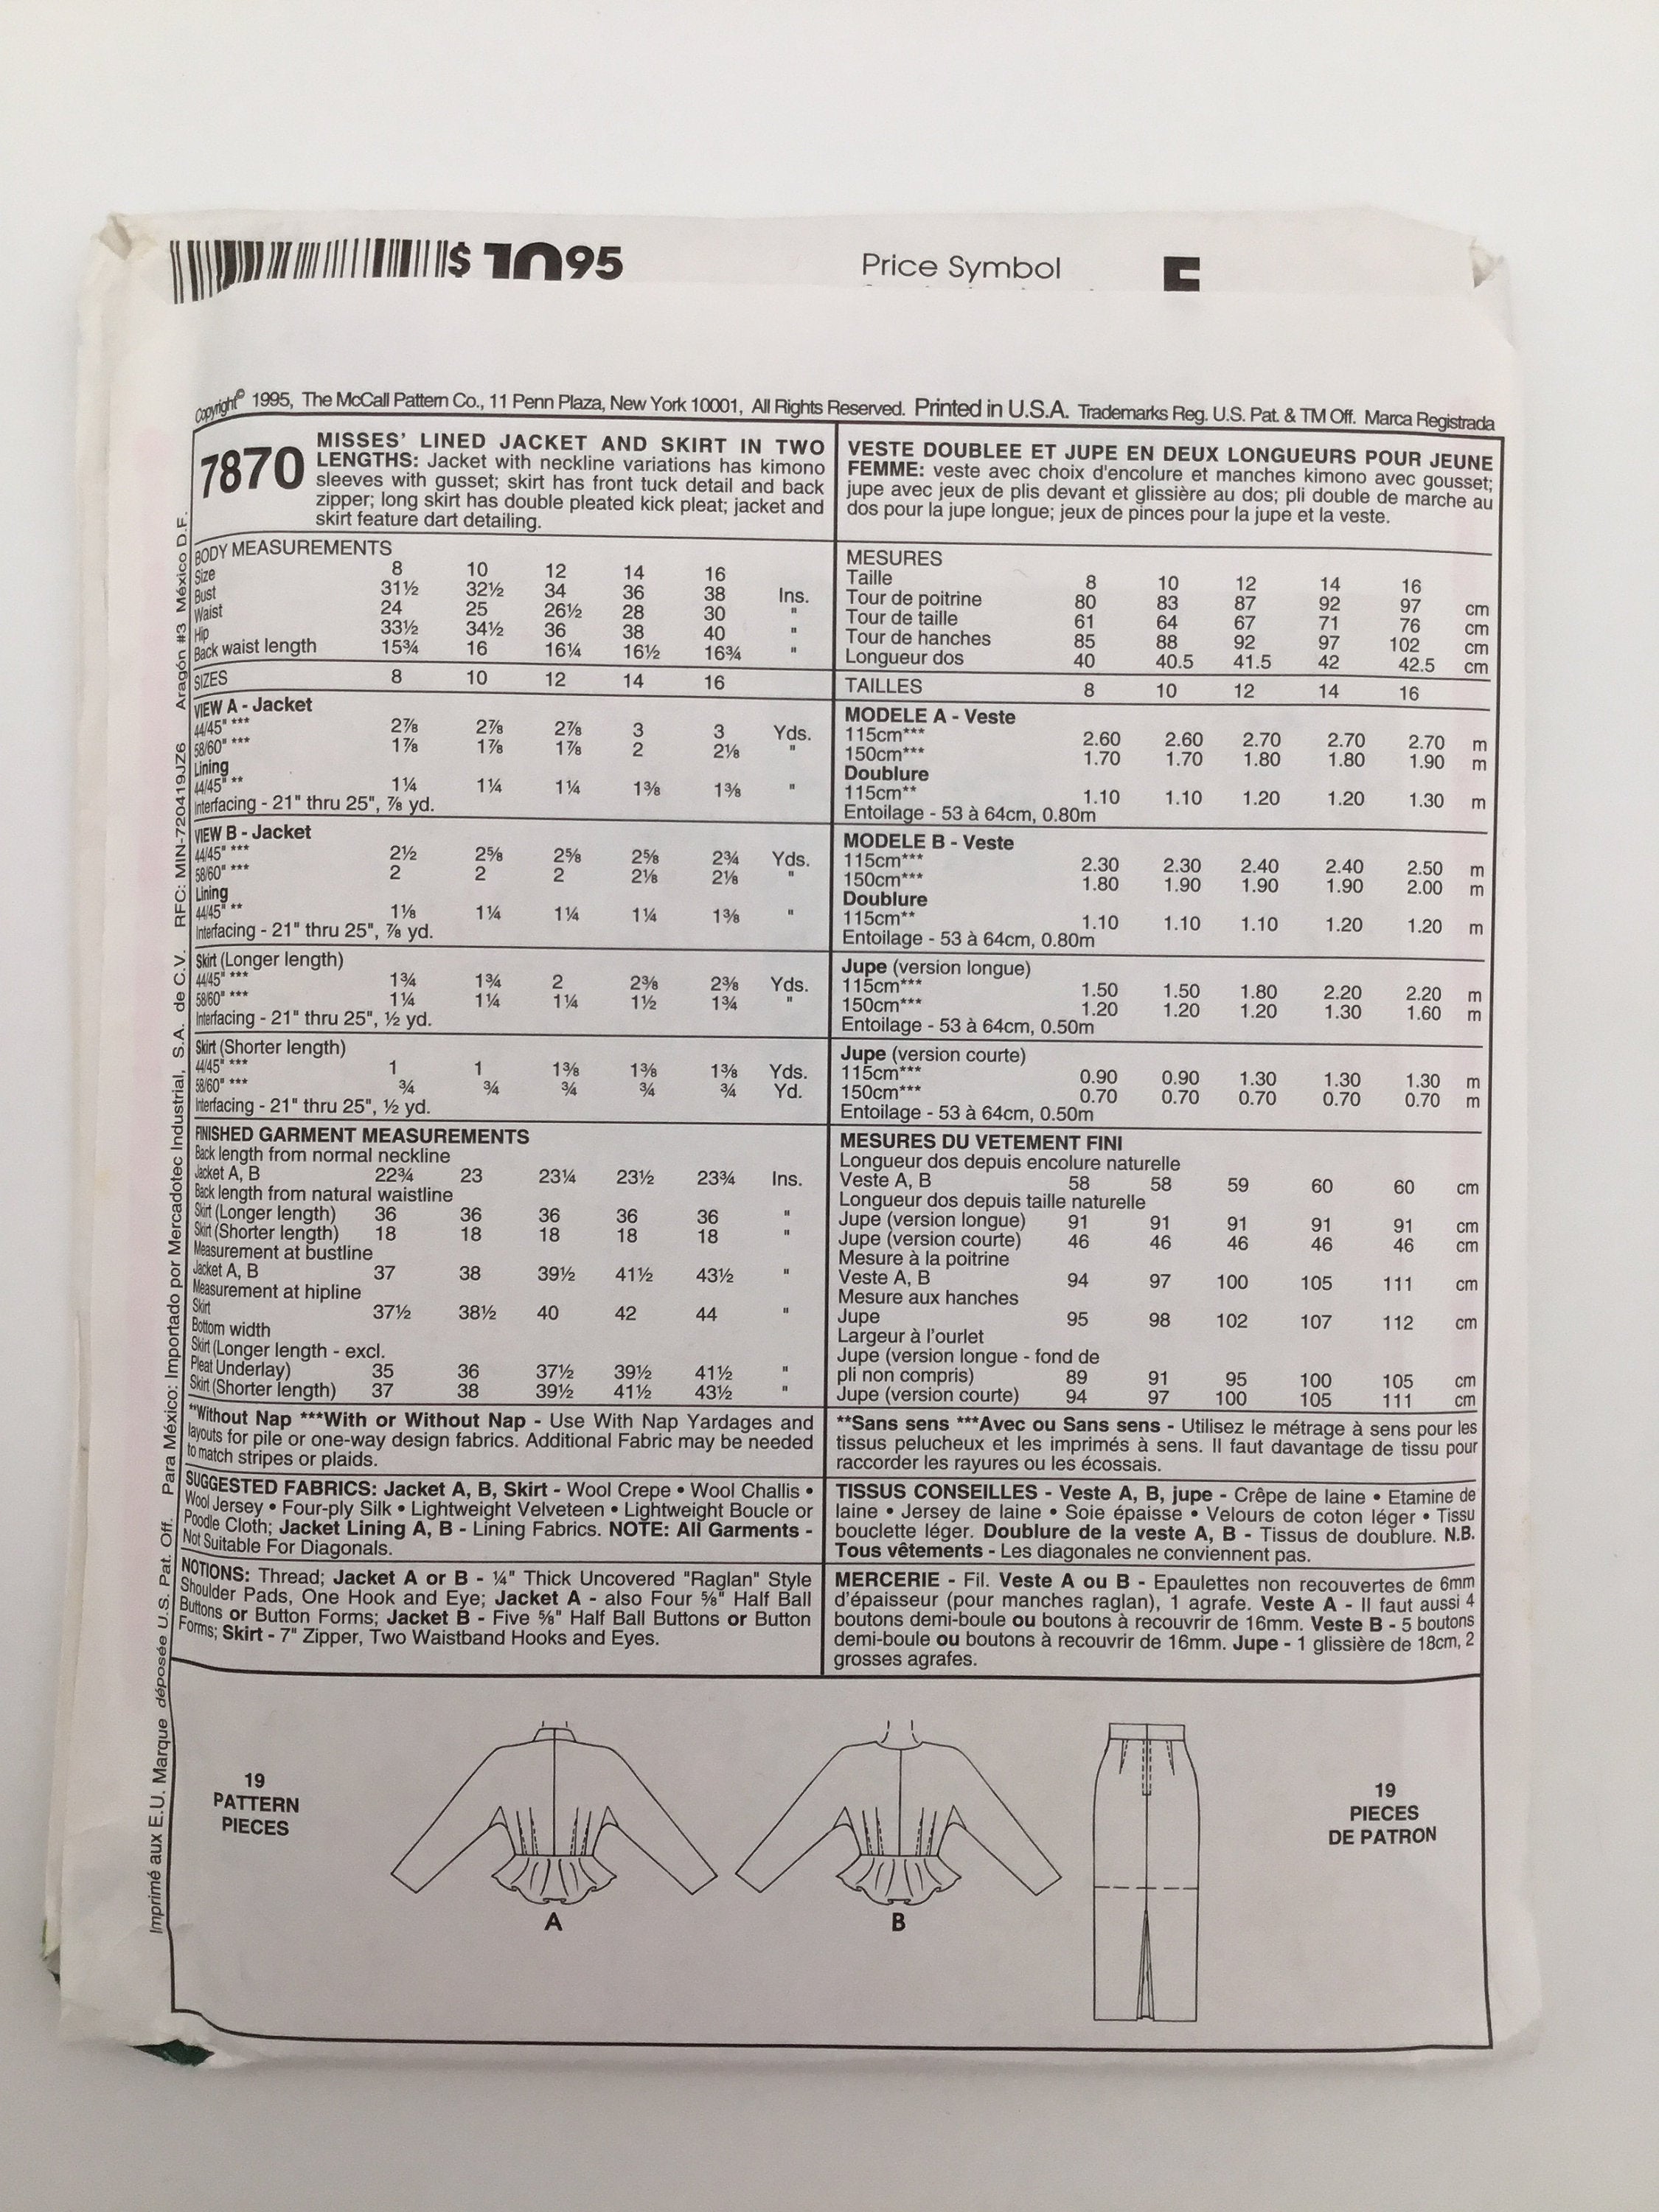 $ 1095
Price Symbol
Copyright© 1995, The McCall Pattern Co., 11 Penn Plaza, New York 10001, All Rights Reserved. Printed in U.S.A. Trademarks Reg. U.S. Pat. & TM Off. Marca Registrada
7870
MISSES' LINED JACKET AND SKIRT IN TWO
LENGTHS: Jacket with neckline variations has kimono
sleeves with gusset; skirt has front tuck detail and back
zipper; long skirt has double pleated kick pleat; jacket and
skirt feature dart detailing.
BODY MEASUREMENTS
Size 8 10 12 14 16
Bust 31½ 32½ 34 36 38 Ins.
Waist 24 25 26½ 28 30 "
Hip 33½ 34½ 36 38 40 "
Back waist length 15¾ 16 16¼ 16½ 16¾ "
SIZES 8 10 12 14 16
VIEW A - Jacket
44/45" *** 2⅞ 2⅞ 2⅞ 3 3 Yds.
58/60" *** 1⅞ 1⅞ 1⅞ 2 2⅛ "
Lining
44/45" ** 1¼ 1¼ 1¼ 1⅜ 1⅜ "
Interfacing - 21" thru 25", ⅞ yd.
VIEW B - Jacket
44/45" *** 2½ 2⅝ 2⅝ 2⅝ 2¾ Yds.
58/60" *** 2 2 2 2⅛ 2⅛ "
Lining
44/45" ** 1⅛ 1¼ 1¼ 1¼ 1⅜ "
Interfacing - 21" thru 25", ⅞ yd.
Skirt (Longer length)
44/45" *** 1¾ 1¾ 2 2⅜ 2⅜ Yds.
58/60" *** 1¼ 1¼ 1¼ 1½ 1¾ "
Interfacing - 21" thru 25", ½ yd.
Skirt (Shorter length)
44/45" *** 1 1 1⅜ 1⅜ 1⅜ Yds.
58/60" *** ¾ ¾ ¾ ¾ ¾ Yd.
Interfacing - 21" thru 25", ½ yd.
FINISHED GARMENT MEASUREMENTS
Back length from normal neckline
Jacket A, B 22¾ 23 23¼ 23½ 23¾ Ins.
Back length from natural waistline
Skirt (Longer length) 36 36 36 36 36 "
Skirt (Shorter length) 18 18 18 18 18 "
Measurement at bustline
Jacket A, B 37 38 39½ 41½ 43½ "
Measurement at hipline
Skirt 37½ 38½ 40 42 44 "
Bottom width
Skirt (Longer length - excl.
Pleat Underlay) 35 36 37½ 39½ 41½ "
Skirt (Shorter length) 37 38 39½ 41½ 43½ "
**Without Nap ***With or Without Nap - Use With Nap Yardages and
layouts for pile or one-way design fabrics. Additional Fabric may be needed
to match stripes or plaids.
SUGGESTED FABRICS: Jacket A, B, Skirt - Wool Crepe • Wool Challis •
Wool Jersey • Four-ply Silk • Lightweight Velveteen • Lightweight Boucle or
Poodle Cloth; Jacket Lining A, B - Lining Fabrics. NOTE: All Garments -
Not Suitable For Diagonals.
NOTIONS: Thread; Jacket A or B - ¼" Thick Uncovered "Raglan" Style
Shoulder Pads, One Hook and Eye; Jacket A - also Four ⅝" Half Ball
Buttons or Button Forms; Jacket B - Five ⅝" Half Ball Buttons or Button
Forms; Skirt - 7" Zipper, Two Waistband Hooks and Eyes.
VESTE DOUBLEE ET JUPE EN DEUX LONGUEURS POUR JEUNE
FEMME: veste avec choix d'encolure et manches kimono avec gousset;
jupe avec jeux de plis devant et glissière au dos; pli double de marche au
dos pour la jupe longue; jeux de pinces pour la jupe et la veste.
MESURES
Taille 8 10 12 14 16
Tour de poitrine 80 83 87 92 97 cm
Tour de taille 61 64 67 71 76 cm
Tour de hanches 85 88 92 97 102 cm
Longueur dos 40 40.5 41.5 42 42.5 cm
TAILLES 8 10 12 14 16
MODELE A - Veste
115cm*** 2.60 2.60 2.70 2.70 2.70 m
150cm*** 1.70 1.70 1.80 1.80 1.90 m
Doublure
115cm** 1.10 1.10 1.20 1.20 1.30 m
Entoilage - 53 à 64cm, 0.80m
MODELE B - Veste
115cm*** 2.30 2.30 2.40 2.40 2.50 m
150cm*** 1.80 1.90 1.90 1.90 2.00 m
Doublure
115cm** 1.10 1.10 1.10 1.20 1.20 m
Entoilage - 53 à 64cm, 0.80m
Jupe (version longue)
115cm*** 1.50 1.50 1.80 2.20 2.20 m
150cm*** 1.20 1.20 1.20 1.30 1.60 m
Entoilage - 53 à 64cm, 0.50m
Jupe (version courte)
115cm*** 0.90 0.90 1.30 1.30 1.30 m
150cm*** 0.70 0.70 0.70 0.70 0.70 m
Entoilage - 53 à 64cm, 0.50m
MESURES DU VETEMENT FINI
Longueur dos depuis encolure naturelle
Veste A, B 58 58 59 60 60 cm
Longueur dos depuis taille naturelle
Jupe (version longue) 91 91 91 91 91 cm
Jupe (version courte) 46 46 46 46 46 cm
Mesure à la poitrine
Veste A, B 94 97 100 105 111 cm
Mesure aux hanches
Jupe 95 98 102 107 112 cm
Largeur à l'ourlet
Jupe (version longue - fond de
pli non compris) 89 91 95 100 105 cm
Jupe (version courte) 94 97 100 105 111 cm
**Sans sens ***Avec ou Sans sens - Utilisez le métrage à sens pour les
tissus pelucheux et les imprimés à sens. Il faut davantage de tissu pour
raccorder les rayures ou les écossais.
TISSUS CONSEILLES - Veste A, B, jupe - Crêpe de laine • Etamine de
laine • Jersey de laine • Soie épaisse • Velours de coton léger • Tissu
bouclette léger. Doublure de la veste A, B - Tissus de doublure. N.B.
Tous vêtements - Les diagonales ne conviennent pas.
MERCERIE - Fil. Veste A ou B - Epaulettes non recouvertes de 6mm
d'épaisseur (pour manches raglan), 1 agrafe. Veste A - Il faut aussi 4
boutons demi-boule ou boutons à recouvrir de 16mm. Veste B - 5 boutons
demi-boule ou boutons à recouvrir de 16mm. Jupe - 1 glissière de 18cm, 2
grosses agrafes.
Imprimé aux E.U. Marque déposée U.S. Pat. Off. Para México: Importado por Mercadotec Industrial, S.A. de C.V. RFC: MIN-720419JZ6 Aragón #3 México D.F.
19
PATTERN
PIECES
A
B
19
PIECES
DE PATRON